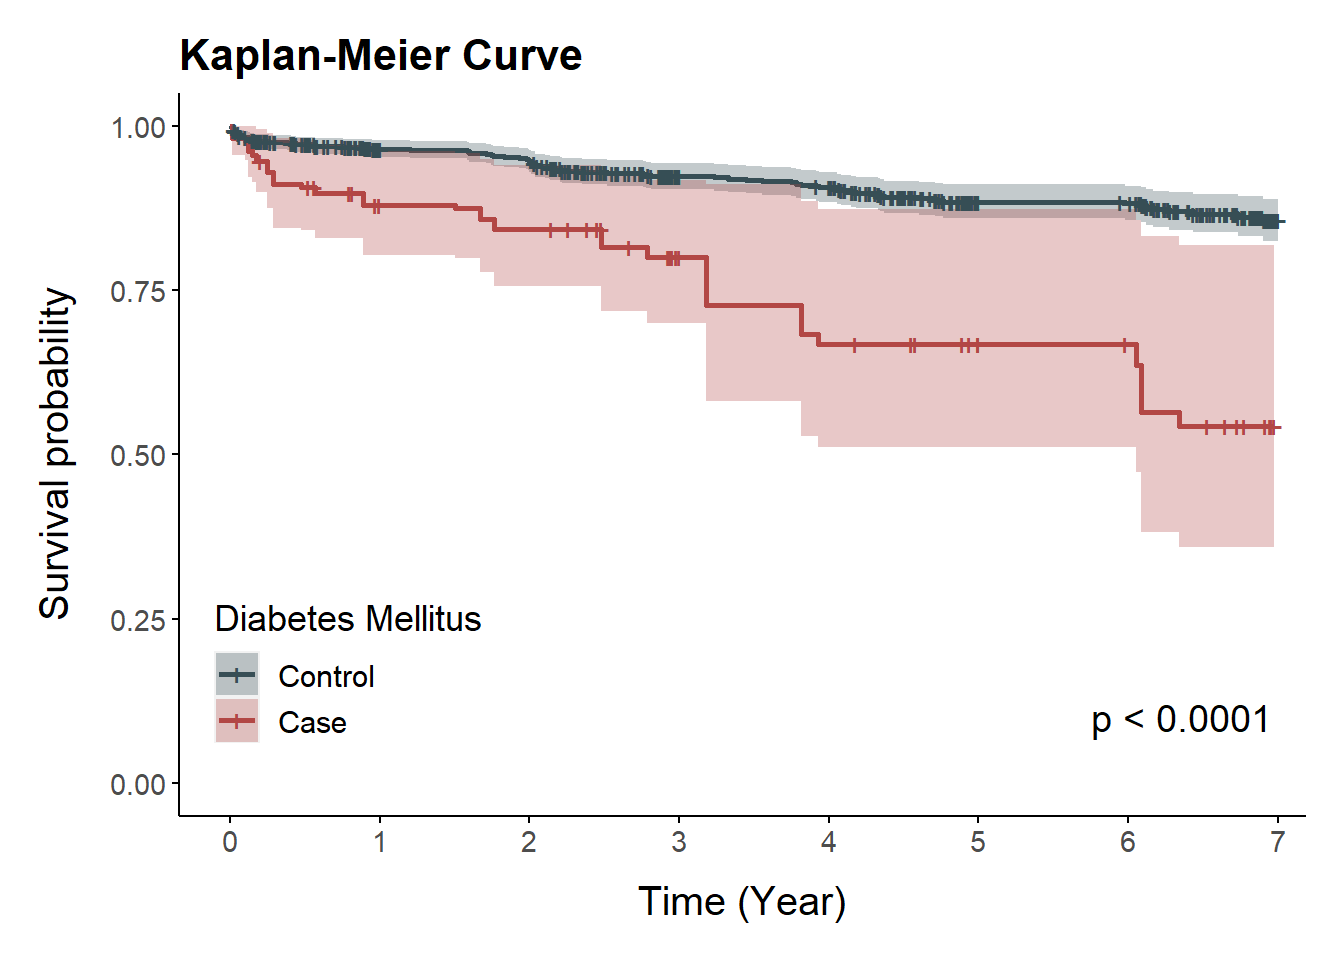 Kaplan-Meier Curve
1.00
0.75
0.50
0.25
0.00
Survival probability
Diabetes Mellitus
Control
Case
p < 0.0001
0 1 2 3 4 5 6 7
Time (Year)